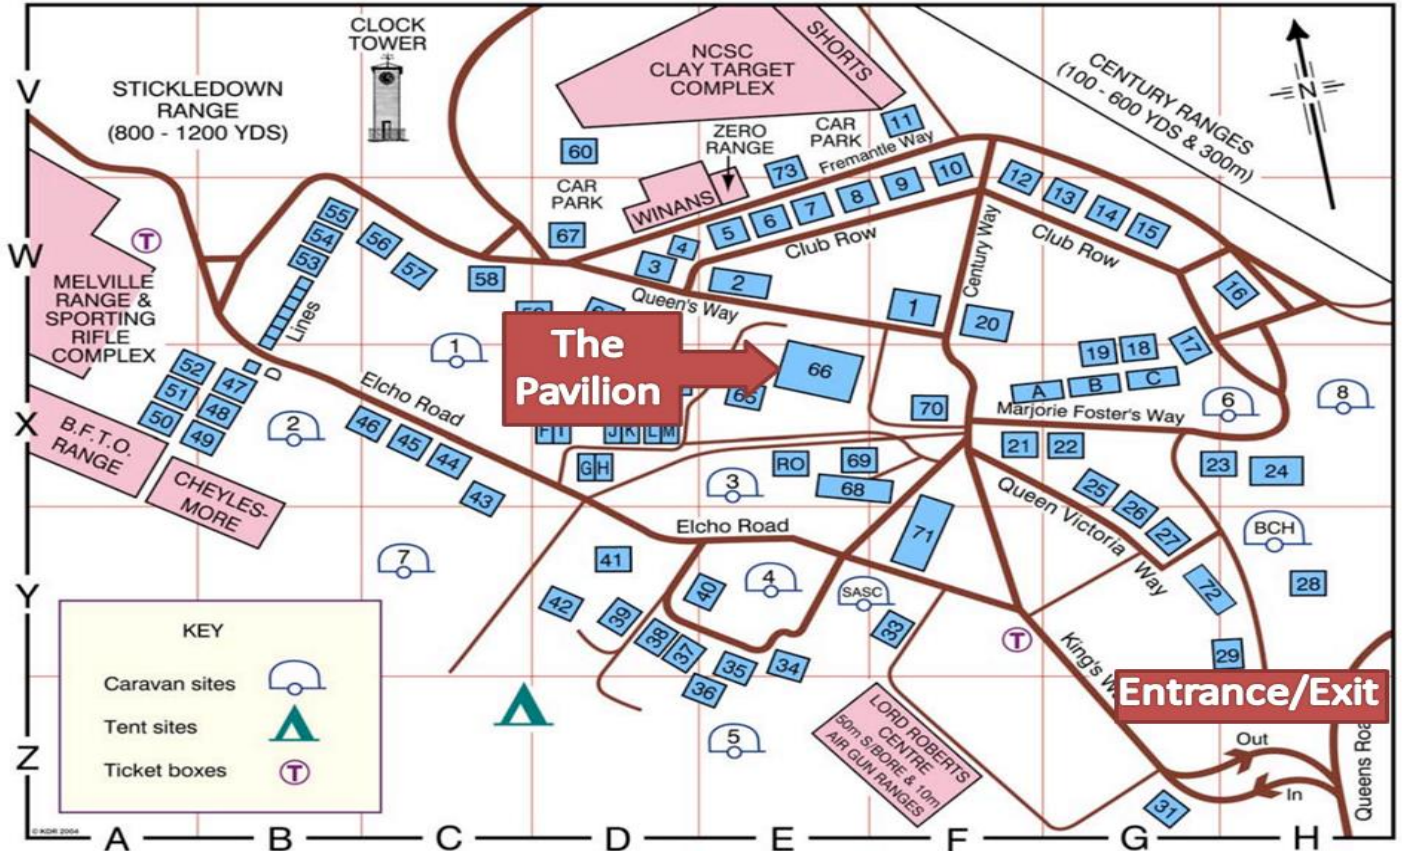 CLOCK
TOWER
STICKLEDOWN
RANGE
(800 - 1200 YDS)
NCSC
CLAY TARGET
COMPLEX
SHORTS
CENTURY RANGES
(100 - 600 YDS & 300m)
N
V
W
X
Y
Z
60
CAR
PARK
67
ZERO
RANGE
WINANS
CAR
PARK
Fremantle Way
11
73
10
9
8
7
6
5
4
3
2
Club Row
12
13
14
15
Club Row
Century Way
Queen's Way
1
20
16
17
18
19
A
B
C
55
54
53
56
57
58
Lines
D
T
MELVILLE
RANGE &
SPORTING
RIFLE
COMPLEX
52
51
50
47
48
49
B.F.T.O.
RANGE
CHEYLES-
MORE
1
2
Elcho Road
46
45
44
43
The
Pavilion
66
70
Marjorie Foster's Way
6
8
F
I
J
K
L
M
G
H
3
RO
69
68
21
22
23
24
25
26
27
Queen Victoria
Way
BCH
28
72
29
71
Elcho Road
7
41
42
39
40
38
37
36
35
34
4
SASC
33
T
King's
Entrance/Exit
5
LORD ROBERTS
CENTRE
50m S/BORE & 10m
AIR GUN RANGES
Out
In
Queens
31
KEY
Caravan sites
Tent sites
Ticket boxes
T
© KDR 2004
A
B
C
D
E
F
G
H